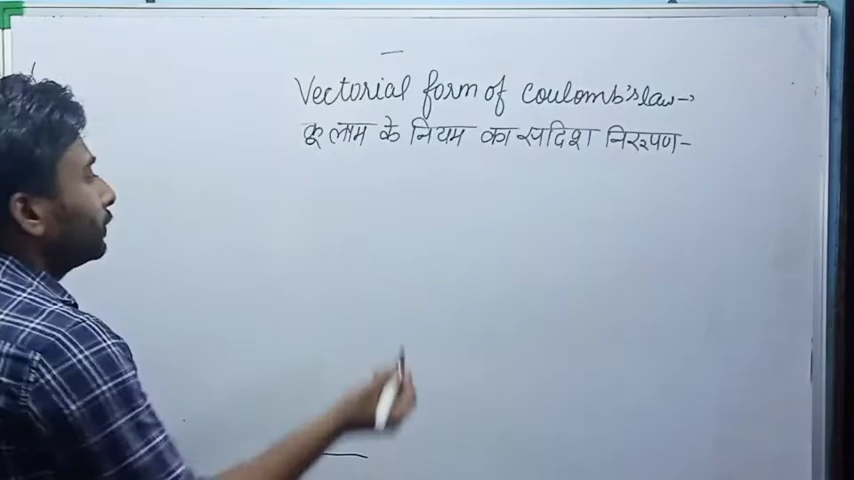 Vectorial form of Coulomb's law→
कूलाम के नियम का सदिश निरूपण-